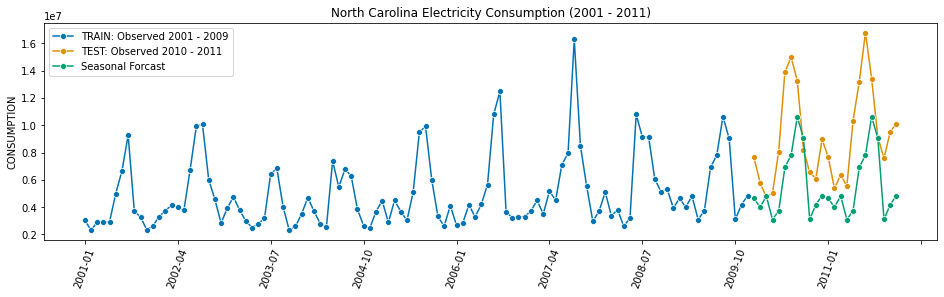 North Carolina Electricity Consumption (2001 - 2011)
1e7
TRAIN: Observed 2001 - 2009
TEST: Observed 2010 - 2011
Seasonal Forcast
CONSUMPTION
1.6
1.4
1.2
1.0
0.8
0.6
0.4
0.2
2001-01
2002-04
2003-07
2004-10
2006-01
2007-04
2008-07
2009-10
2011-01